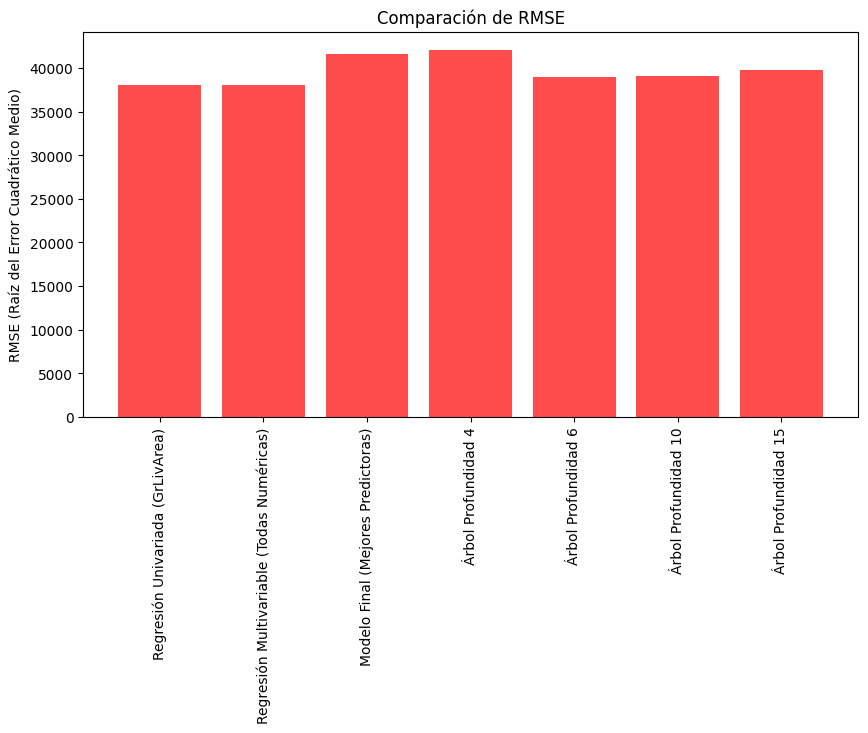 Comparación de RMSE
RMSE (Raíz del Error Cuadrático Medio)
40000
35000
30000
25000
20000
15000
10000
5000
0
Regresión Univariada (GrLivArea)
Regresión Multivariable (Todas Numéricas)
Modelo Final (Mejores Predictoras)
Árbol Profundidad 4
Árbol Profundidad 6
Árbol Profundidad 10
Árbol Profundidad 15